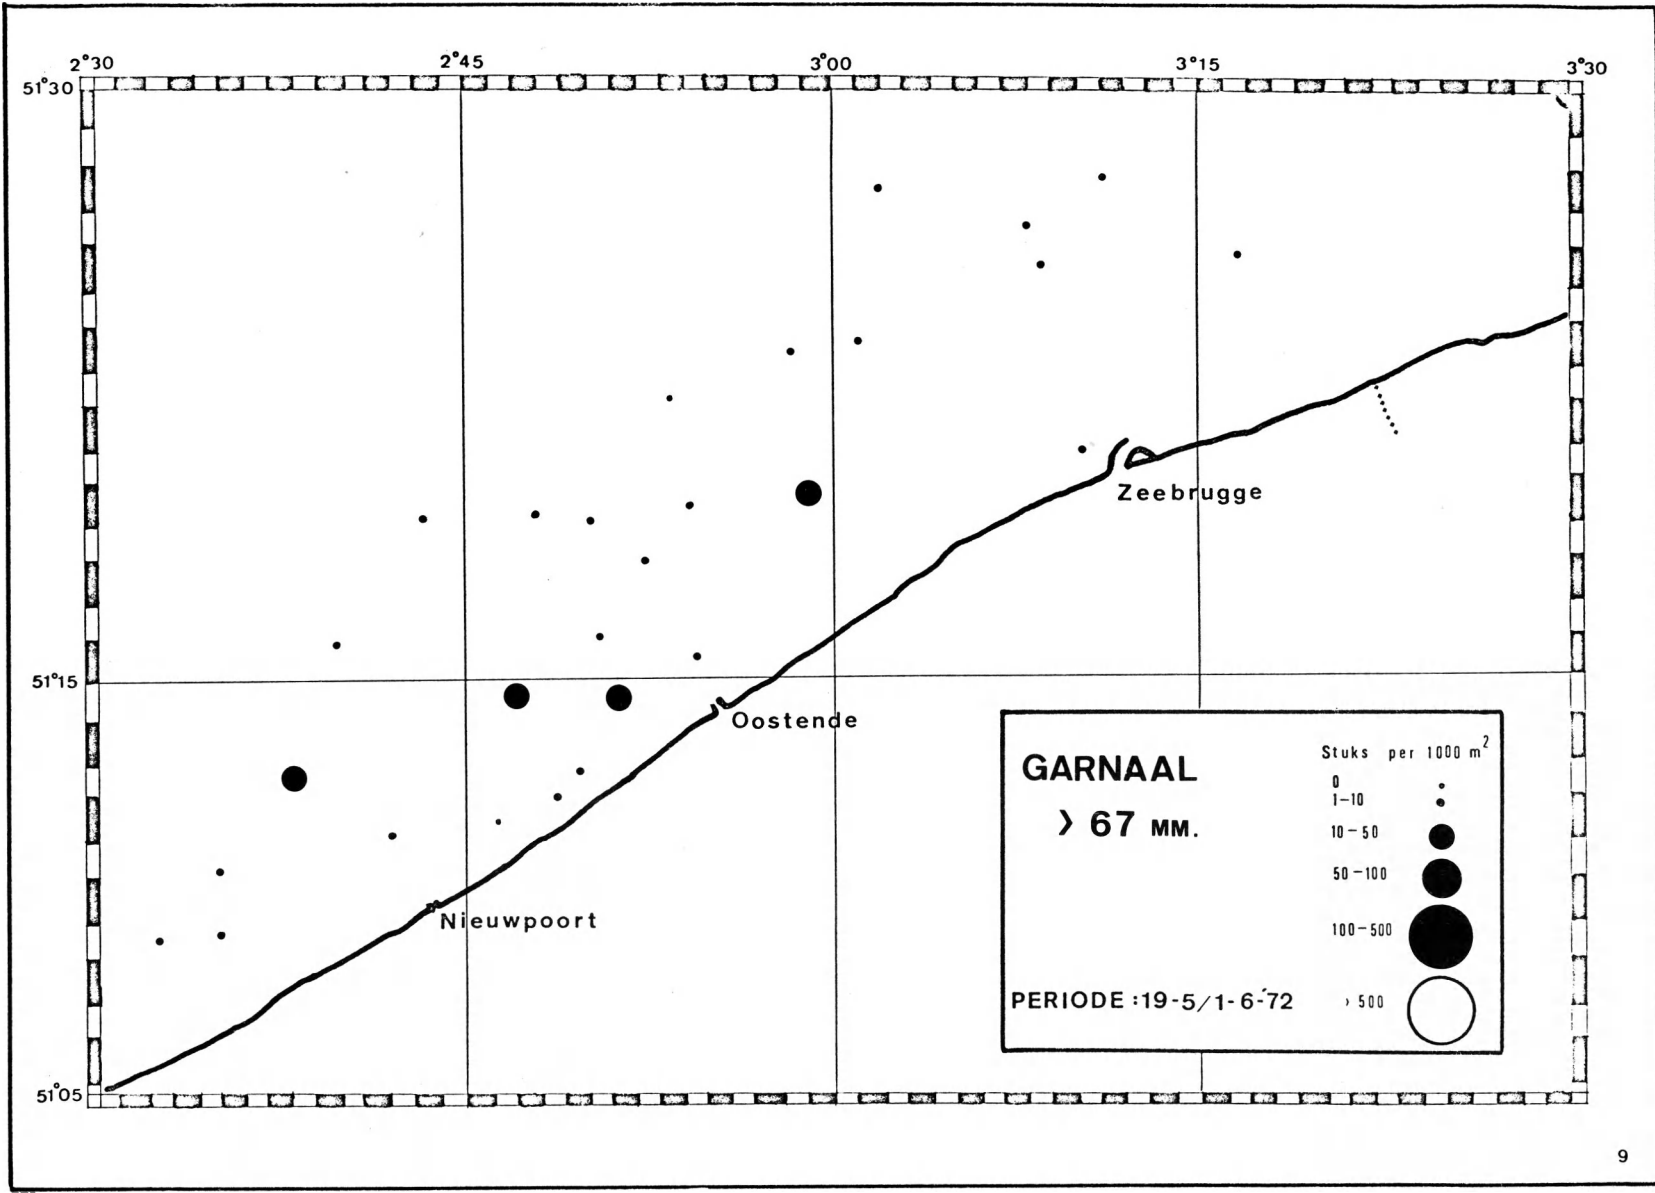 2°30 2°45 3°00 3°15 3°30
51°30
Zeebrugge
51°15
Oostende
GARNAAL
> 67 MM.
Stuks per 1000 m²
0
1-10
10-50
50-100
100-500
> 500
PERIODE :19-5/1-6-'72
Nieuwpoort
51°05
9